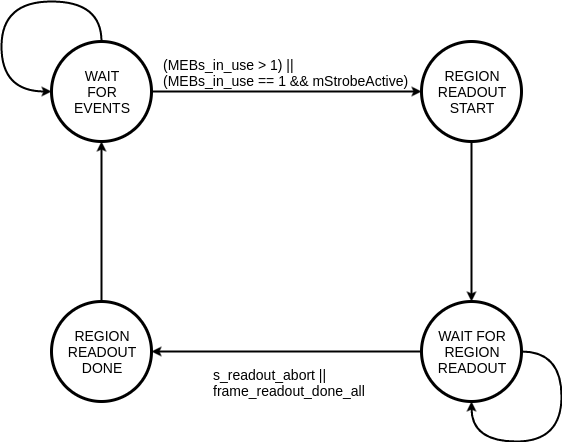 WAIT
FOR
EVENTS
(MEBs_in_use > 1) ||
(MEBs_in_use == 1 && mStrobeActive)
REGION
READOUT
START
REGION
READOUT
DONE
s_readout_abort ||
frame_readout_done_all
WAIT FOR
REGION
READOUT